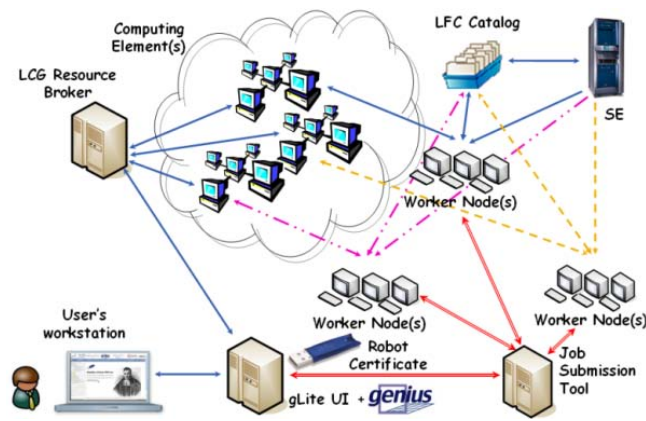 Computing
Element(s)
LFC Catalog
LCG Resource
Broker
SE
Worker Node(s)
User's
workstation
Worker Node(s)
Worker Node(s)
Robot
Certificate
Job
Submission
Tool
gLite UI + genius